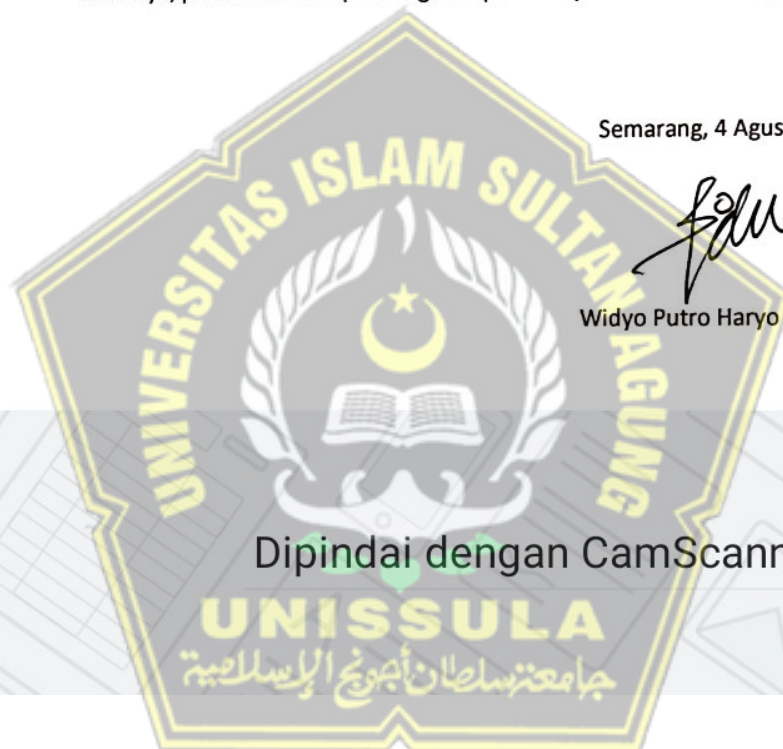 Semarang, 4 Agus
Widyo Putro Haryo
UNIVERSITAS ISLAM SULTAN AGUNG
Dipindai dengan CamScann
UNISSULA
جامعة سلطان أجونج الإسلامية